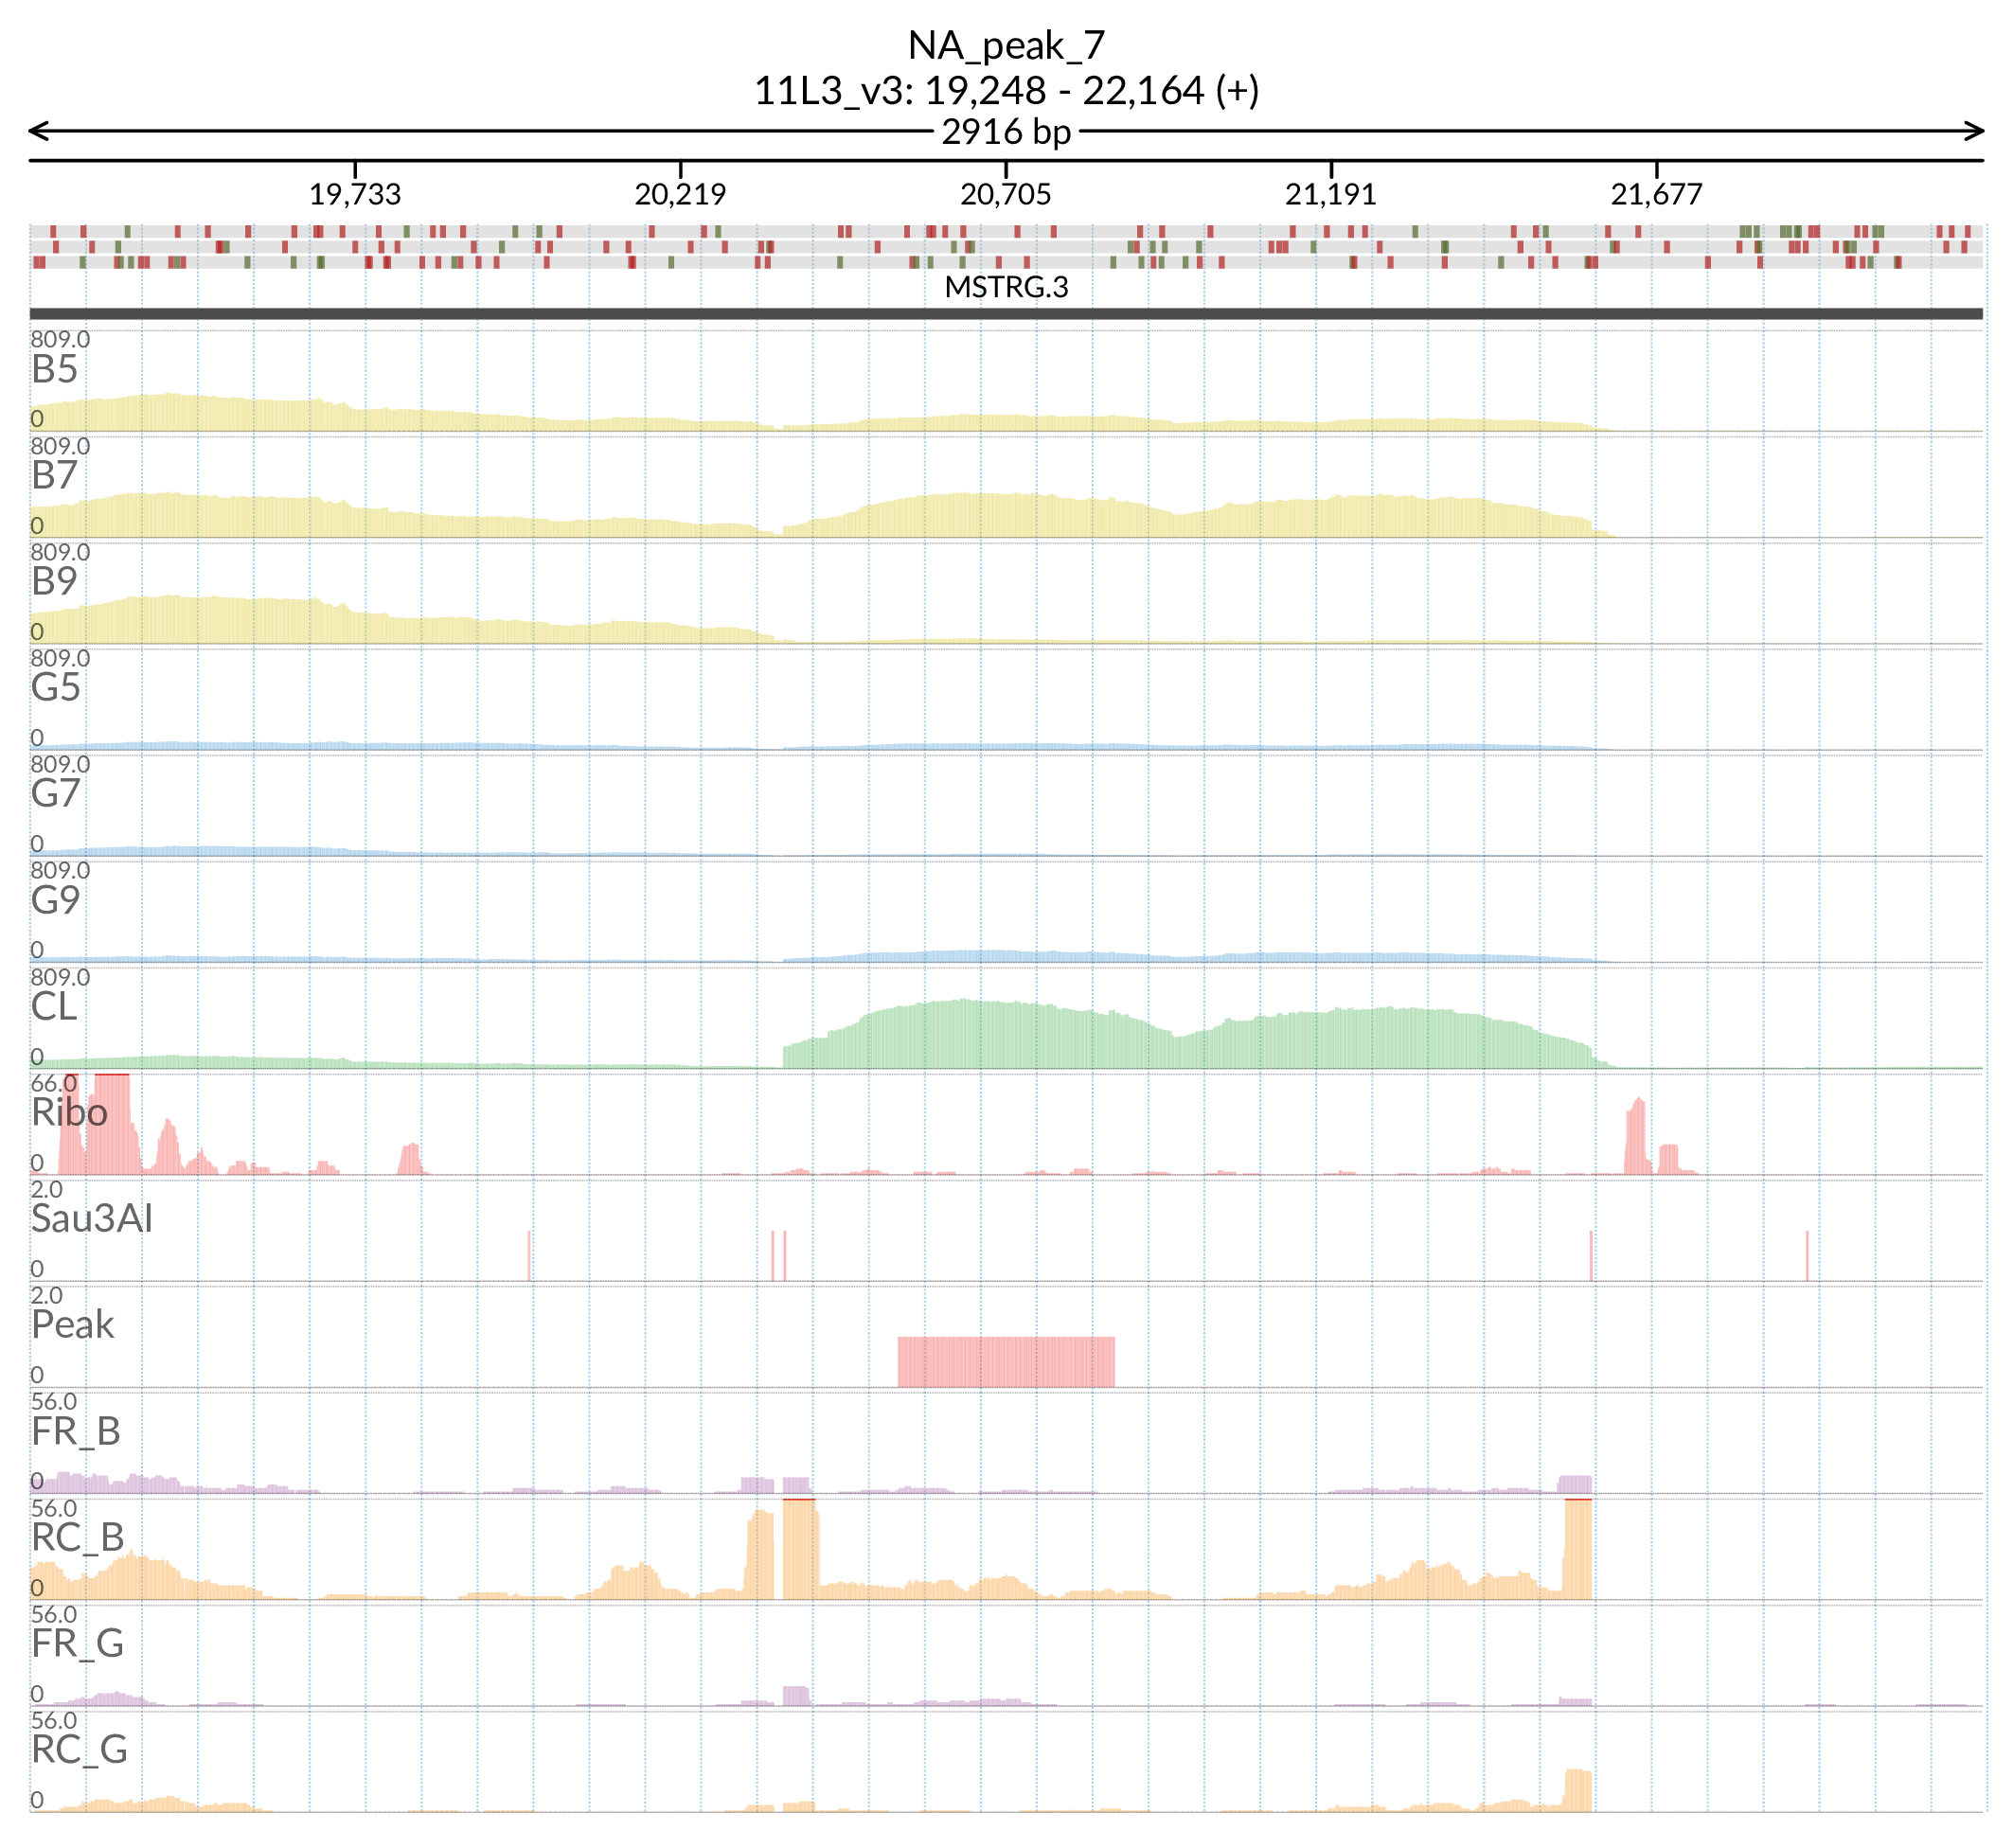 NA_peak_7
11L3_v3: 19,248 - 22,164 (+)
2916 bp
19,733 20,219 20,705 21,191 21,677
MSTRG.3
809.0
B5
0
809.0
B7
0
809.0
B9
0
809.0
G5
0
809.0
G7
0
809.0
G9
0
809.0
CL
0
66.0
Ribo
0
2.0
Sau3AI
0
2.0
Peak
0
56.0
FR_B
0
56.0
RC_B
0
56.0
FR_G
0
56.0
RC_G
0